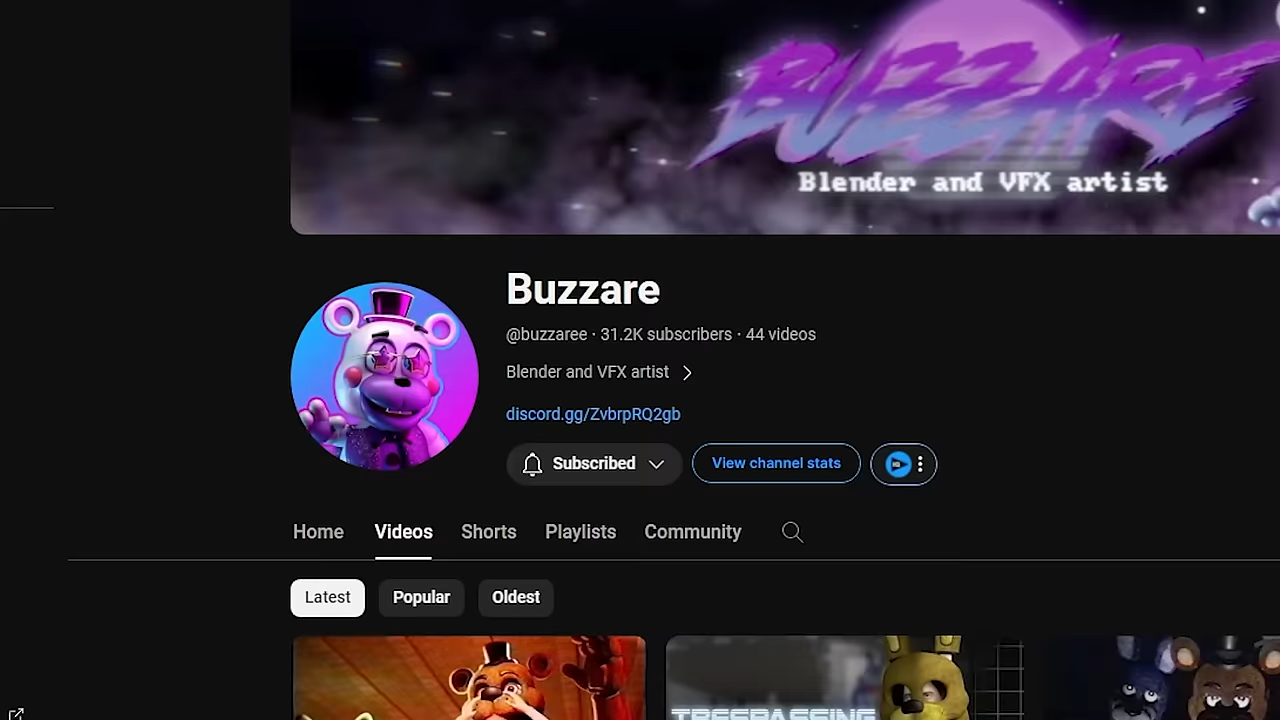 BUZZARE
Blender and VFX artist
Buzzare
@buzzaree · 31.2K subscribers · 44 videos
Blender and VFX artist
discord.gg/ZvbrpRQ2gb
Subscribed
View channel stats
Home Videos Shorts Playlists Community
Latest Popular Oldest
TRESPASSING